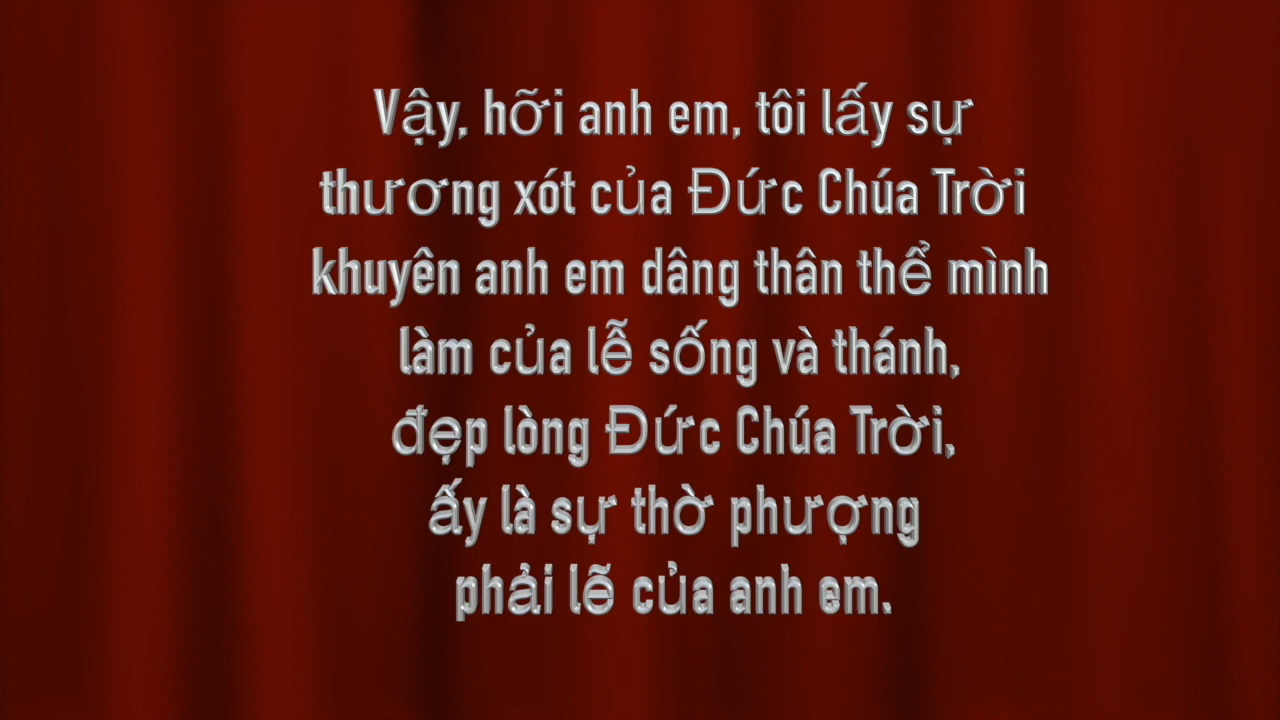 Vậy, hỡi anh em, tôi lấy sự
thương xót của Đức Chúa Trời
khuyên anh em dâng thân thể mình
làm của lễ sống và thánh,
đẹp lòng Đức Chúa Trời,
ấy là sự thờ phượng
phải lẽ của anh em.